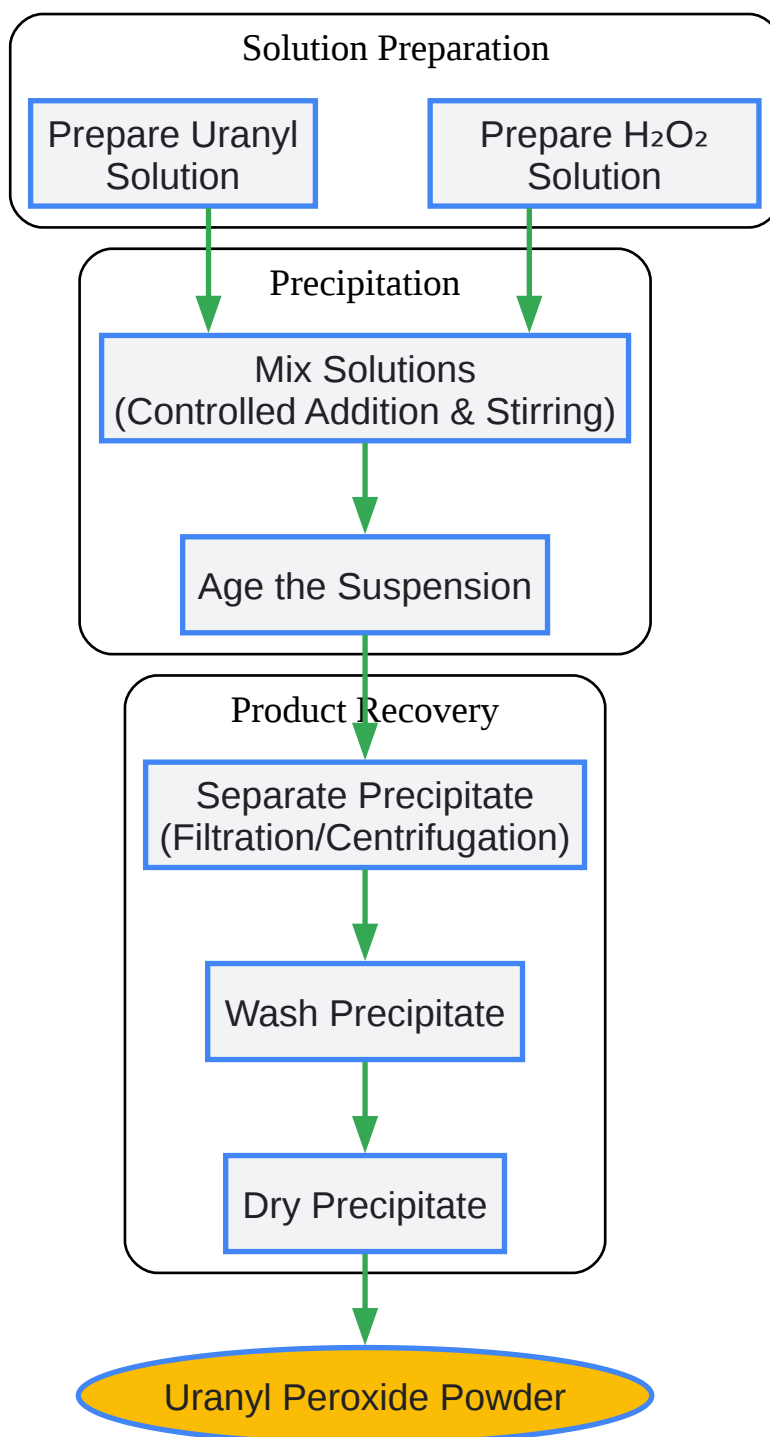 Solution Preparation
Prepare Uranyl
Solution
Prepare H₂O₂
Solution
Precipitation
Mix Solutions
(Controlled Addition & Stirring)
Age the Suspension
Product Recovery
Separate Precipitate
(Filtration/Centrifugation)
Wash Precipitate
Dry Precipitate
Uranyl Peroxide Powder